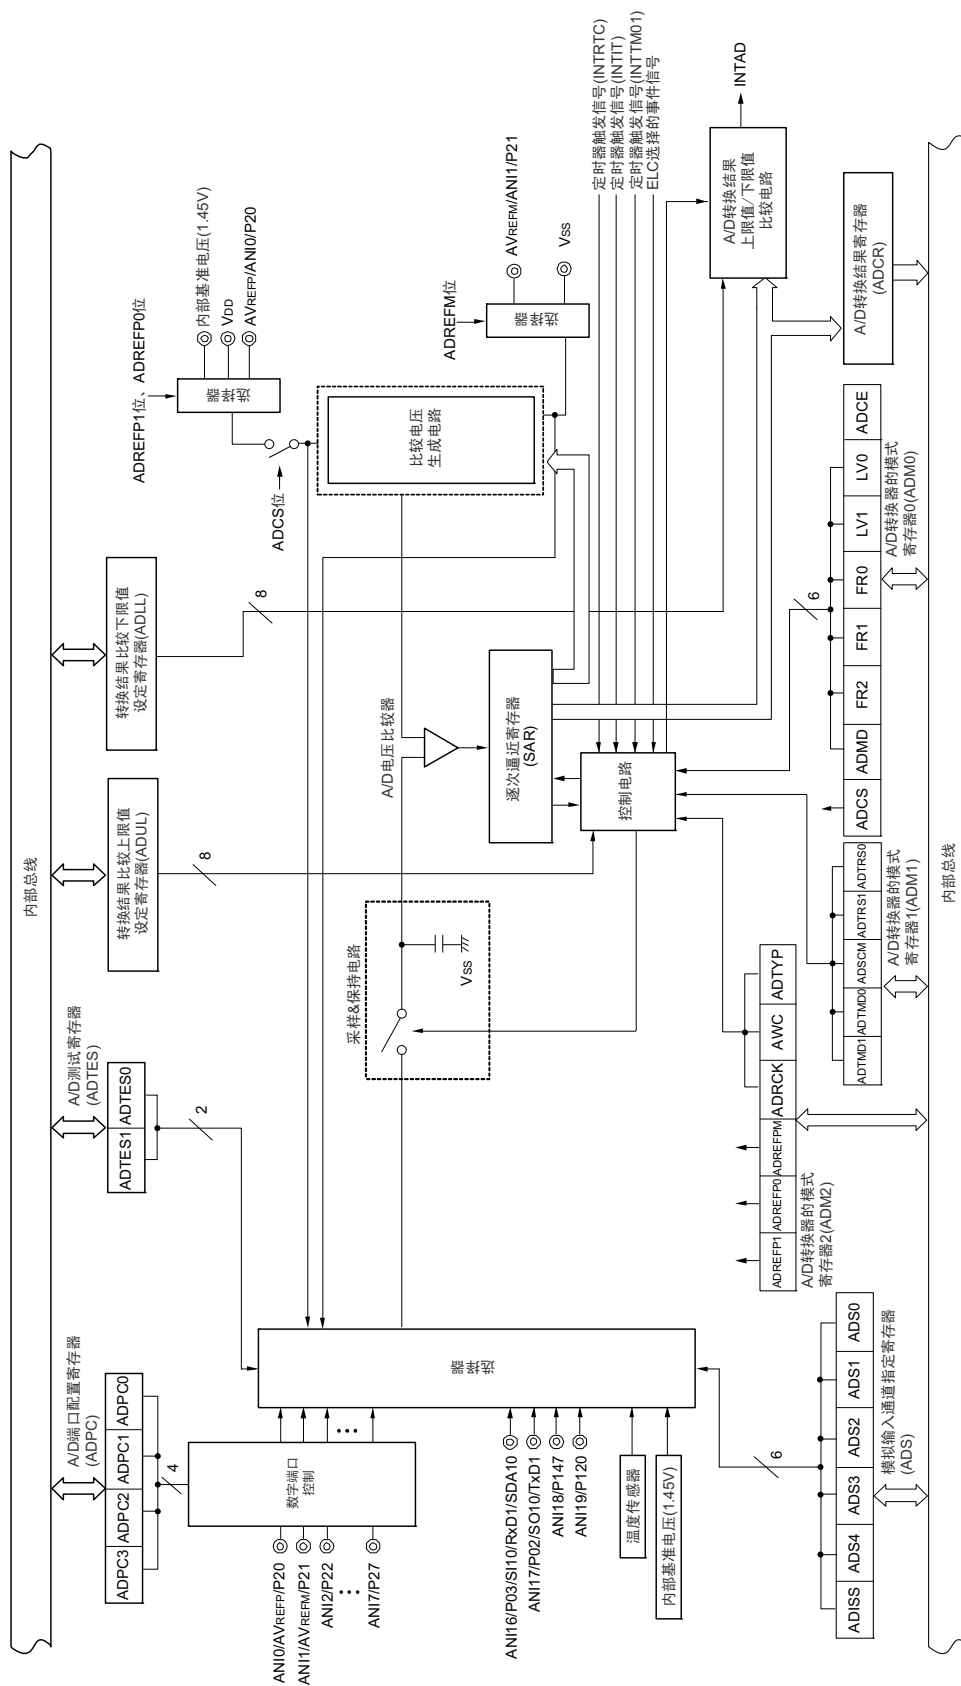 内部总线
A/D端口配置寄存器
(ADPC)
ADPC3
ADPC2
ADPC1
ADPC0
4
A/D测试寄存器
(ADTES)
ADTES1
ADTES0
2
转换结果比较上限值
设定寄存器(ADUL)
8
转换结果比较下限值
设定寄存器(ADLL)
8
ADREFP1位、ADREFP0位
选择器
内部基准电压(1.45V)
VDD
AVREFP/ANI0/P20
ADCS位
ADREFM位
选择器
AVREFM/ANI1/P21
VSS
比较电压
生成电路
数字端口
控制
ANI0/AVREFP/P20
ANI1/AVREFM/P21
ANI2/P22
ANI7/P27
ANI16/P03/SI10/RxD1/SDA10
ANI17/P02/SO10/TxD1
ANI18/P147
ANI19/P120
温度传感器
内部基准电压(1.45V)
选择器
采样&保持电路
VSS
A/D电压比较器
逐次逼近寄存器
(SAR)
控制电路
定时器触发信号(INTRTC)
定时器触发信号(INTIT)
定时器触发信号(INTTM01)
ELC选择的事件信号
A/D转换结果
上限值/下限值
比较电路
INTAD
A/D转换结果寄存器
(ADCR)
6
ADISS
ADS4
ADS3
ADS2
ADS1
ADS0
模拟输入通道指定寄存器
(ADS)
ADREFP1
ADREFP0
ADREFPM
ADRCK
AWC
ADTYP
A/D转换器的模式
寄存器2(ADM2)
ADTMD1
ADTMD0
ADSCM
ADTRS1
ADTRS0
A/D转换器的模式
寄存器1(ADM1)
6
ADCS
ADMD
FR2
FR1
FR0
LV1
LV0
ADCE
A/D转换器的模式
寄存器0(ADM0)
内部总线